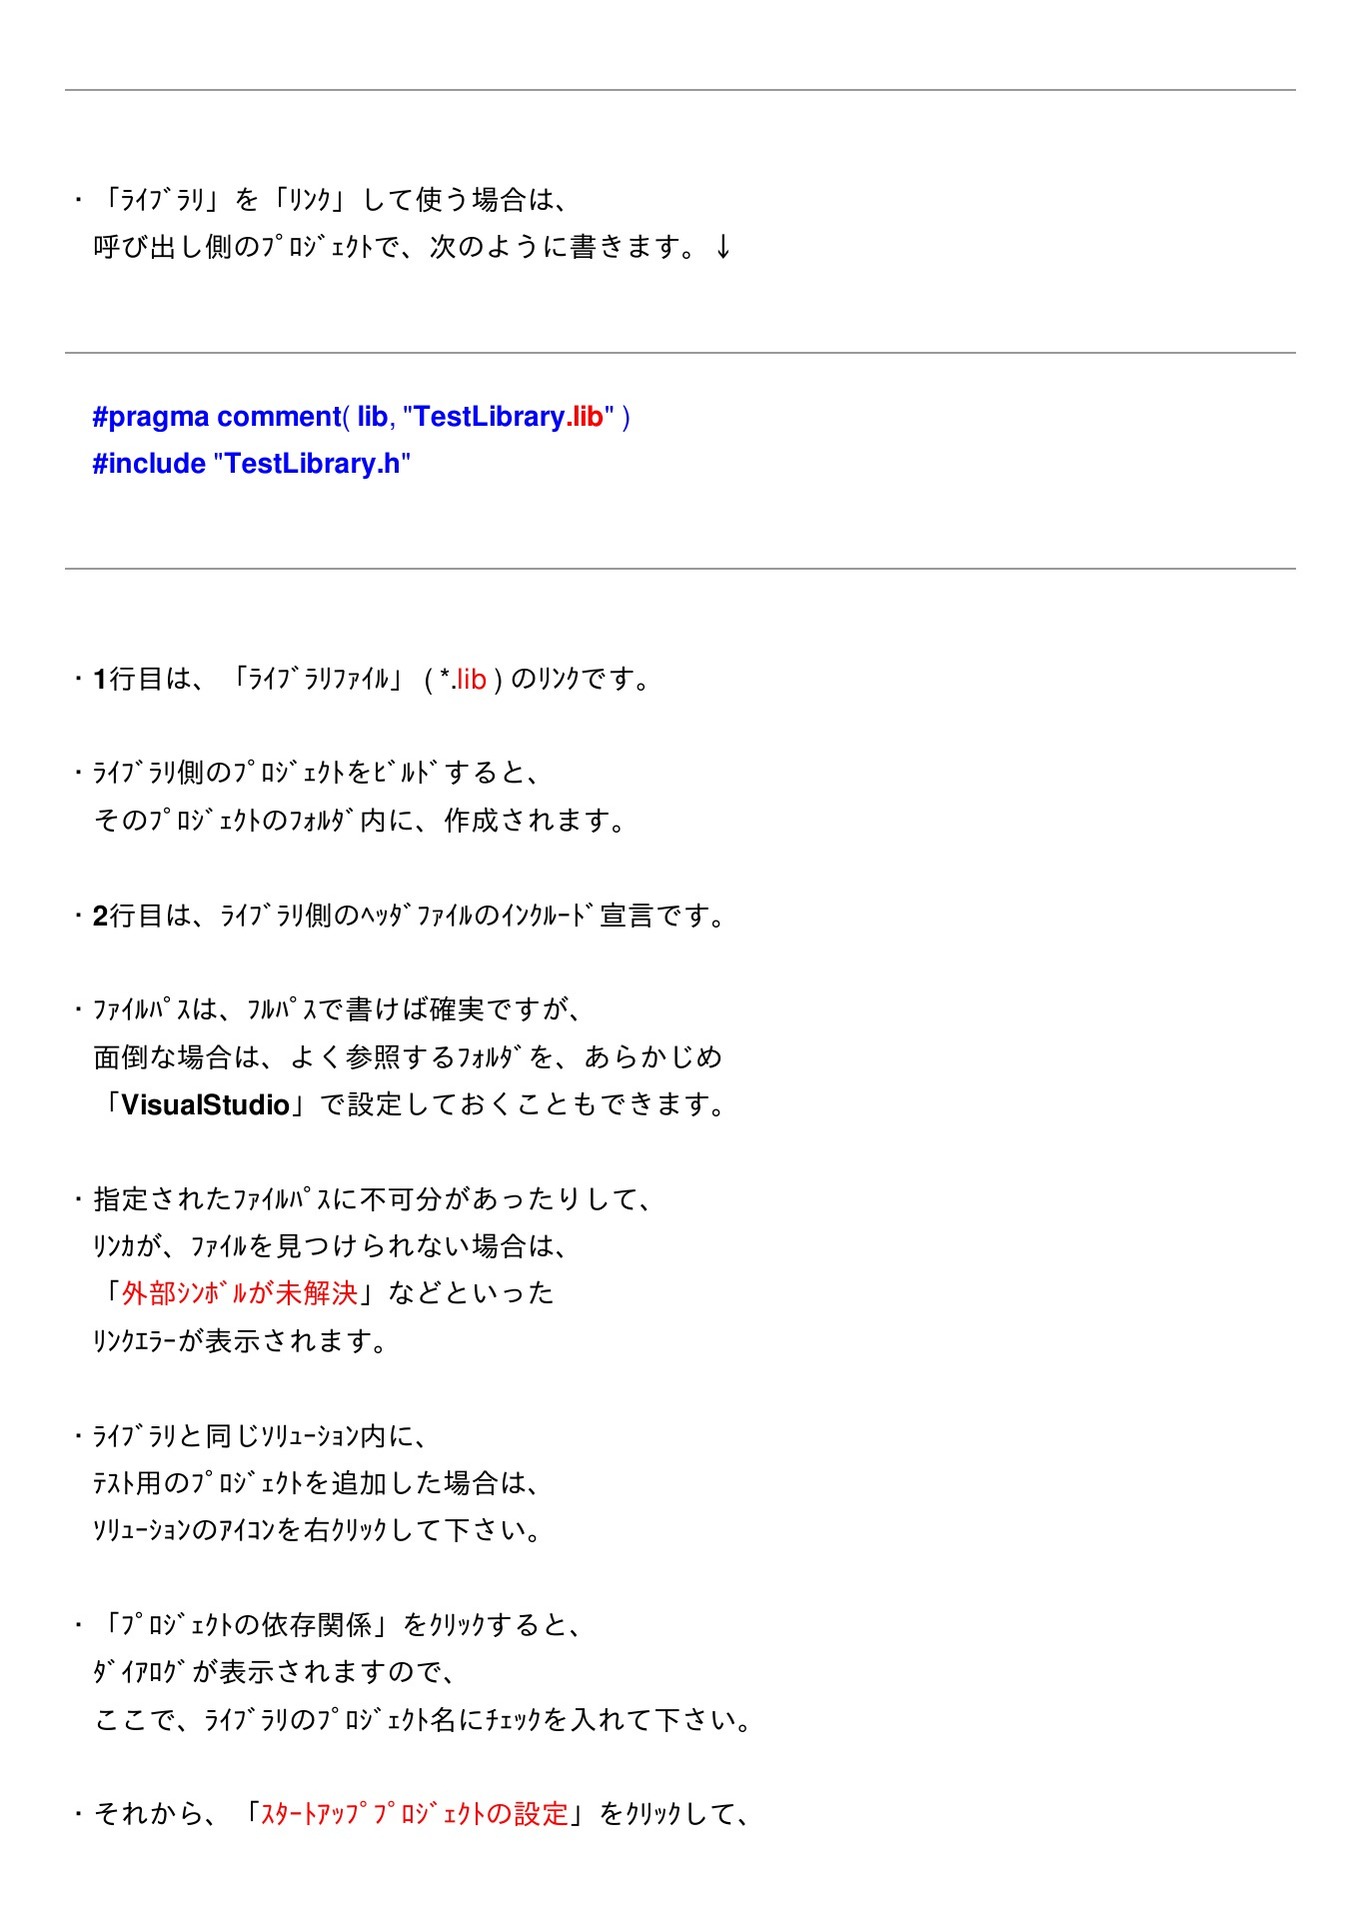 ・「ﾗｲﾌﾞﾗﾘ」を「ﾘﾝｸ」して使う場合は、
呼び出し側のﾌﾟﾛｼﾞｪｸﾄで、次のように書きます。↓
#pragma comment( lib, "TestLibrary.lib" )
#include "TestLibrary.h"
・1行目は、「ﾗｲﾌﾞﾗﾘﾌｧｲﾙ」 ( *.lib ) のﾘﾝｸです。
・ﾗｲﾌﾞﾗﾘ側のﾌﾟﾛｼﾞｪｸﾄをﾋﾞﾙﾄﾞすると、
そのﾌﾟﾛｼﾞｪｸﾄのﾌｫﾙﾀﾞ内に、作成されます。
・2行目は、ﾗｲﾌﾞﾗﾘ側のﾍｯﾀﾞﾌｧｲﾙのｲﾝｸﾙｰﾄﾞ宣言です。
・ﾌｧｲﾙﾊﾟｽは、ﾌﾙﾊﾟｽで書けば確実ですが、
面倒な場合は、よく参照するﾌｫﾙﾀﾞを、あらかじめ
「VisualStudio」で設定しておくこともできます。
・指定されたﾌｧｲﾙﾊﾟｽに不可分があったりして、
ﾘﾝｶが、ﾌｧｲﾙを見つけられない場合は、
「外部ｼﾝﾎﾞﾙが未解決」などといった
ﾘﾝｸｴﾗｰが表示されます。
・ﾗｲﾌﾞﾗﾘと同じｿﾘｭｰｼｮﾝ内に、
ﾃｽﾄ用のﾌﾟﾛｼﾞｪｸﾄを追加した場合は、
ｿﾘｭｰｼｮﾝのｱｲｺﾝを右ｸﾘｯｸして下さい。
・「ﾌﾟﾛｼﾞｪｸﾄの依存関係」をｸﾘｯｸすると、
ﾀﾞｲｱﾛｸﾞが表示されますので、
ここで、ﾗｲﾌﾞﾗﾘのﾌﾟﾛｼﾞｪｸﾄ名にﾁｪｯｸを入れて下さい。
・それから、「ｽﾀｰﾄｱｯﾌﾟﾌﾟﾛｼﾞｪｸﾄの設定」をｸﾘｯｸして、